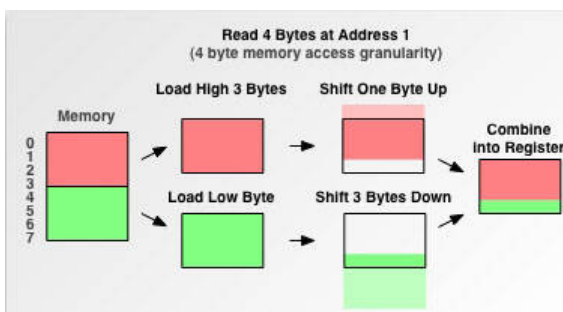 Read 4 Bytes at Address 1
(4 byte memory access granularity)
Load High 3 Bytes
Shift One Byte Up
Memory
Combine
into Register
0
1
2
3
4
5
6
7
Load Low Byte
Shift 3 Bytes Down